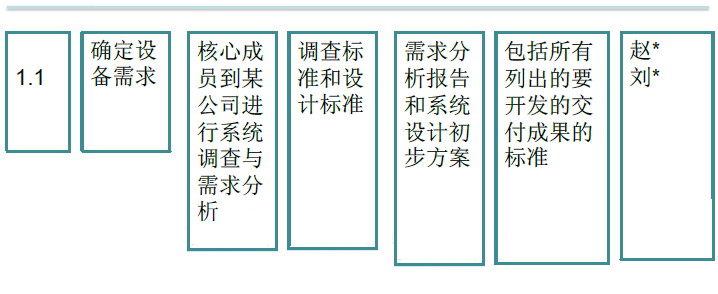 1.1
确定设
备需求
核心成
员到某
公司进
行系统
调查与
需求分
析
调查标
准和设
计标准
需求分
析报告
和系统
设计初
步方案
包括所有
列出的要
开发的交
付成果的
标准
赵*
刘*